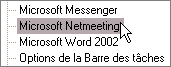 Microsoft Messenger
Microsoft Netmeeting
Microsoft Word 2002
Options de la Barre des tâches